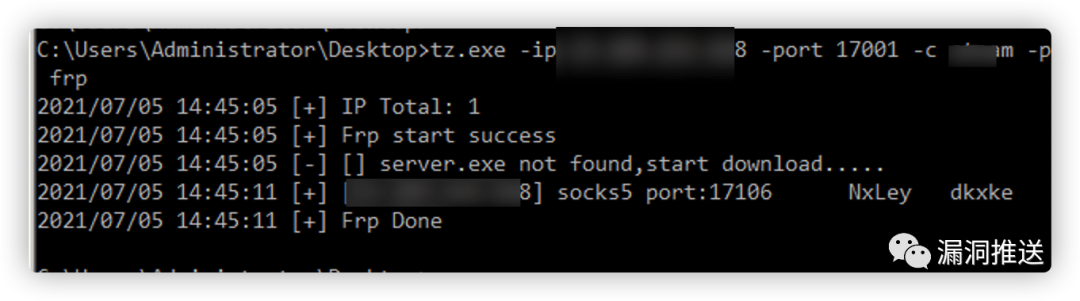 C:\Users\Administrator\Desktop>tz.exe -ip 8 -port 17001 -c am -p
frp
2021/07/05 14:45:05 [+] IP Total: 1
2021/07/05 14:45:05 [+] Frp start success
2021/07/05 14:45:05 [-] [] server.exe not found,start download.....
2021/07/05 14:45:11 [+] [ 8] socks5 port:17106 NxLey dkxke
2021/07/05 14:45:11 [+] Frp Done
漏洞推送